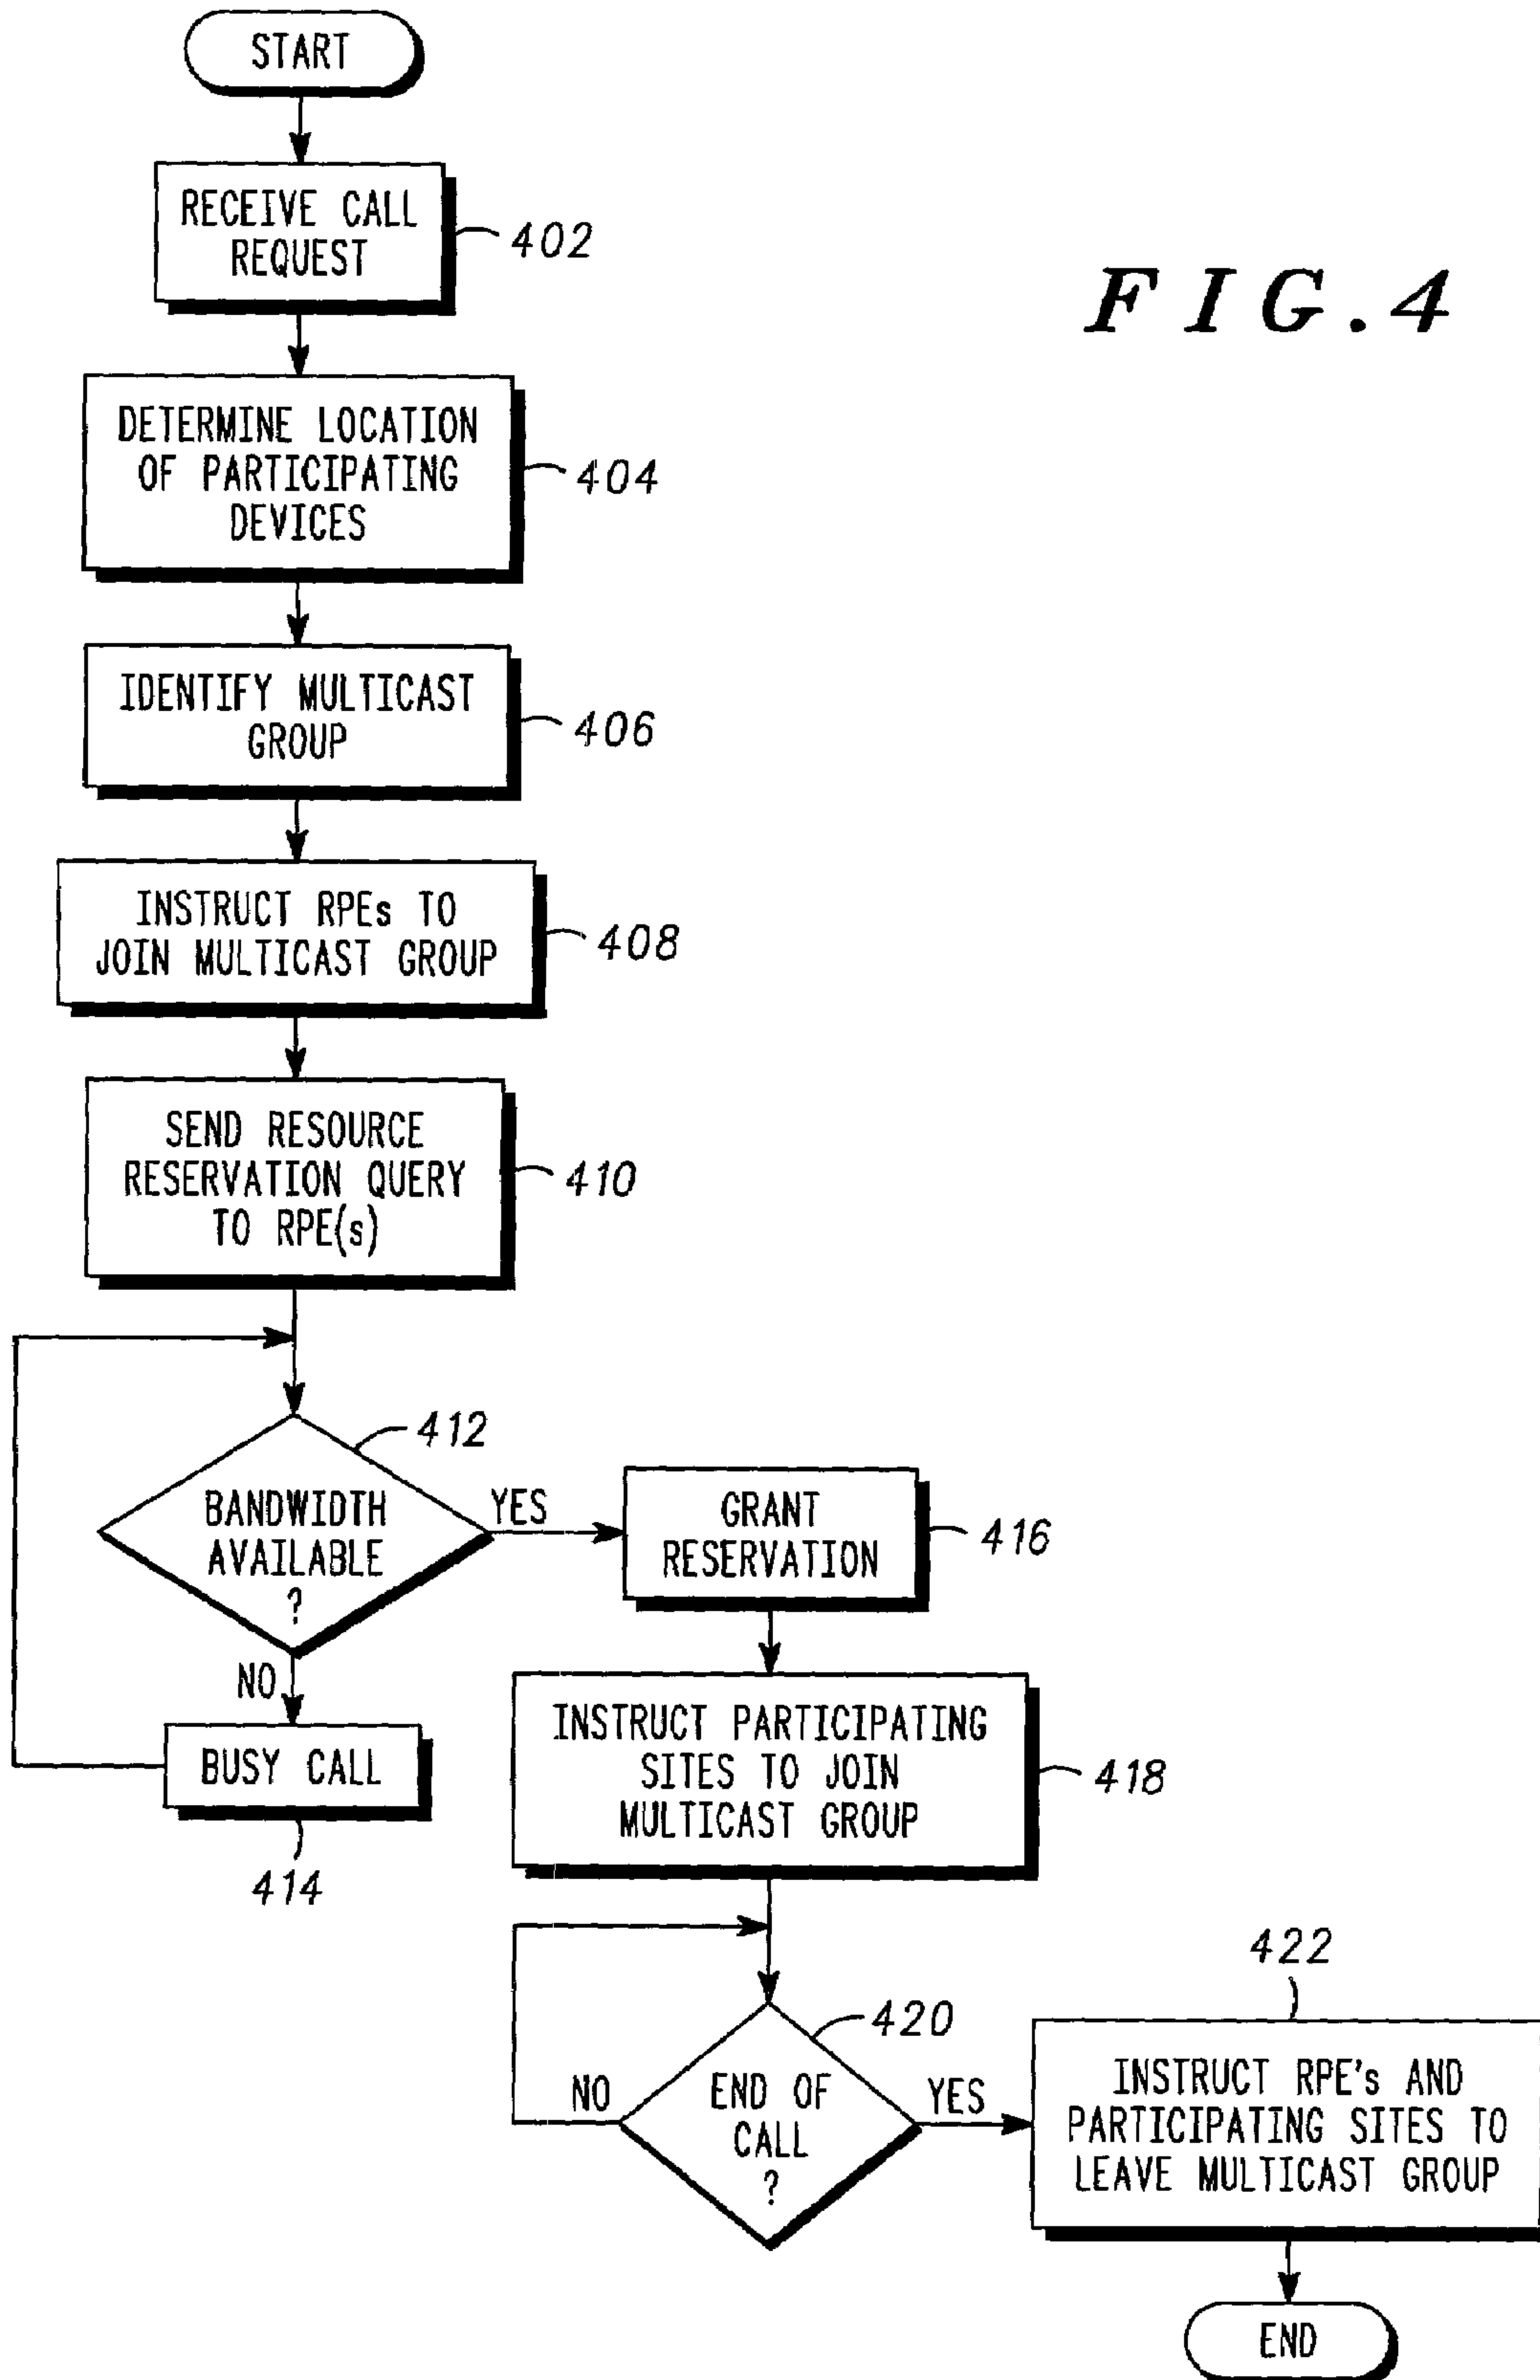 START
RECEIVE CALL
REQUEST
402
FIG.4
DETERMINE LOCATION
OF PARTICIPATING
DEVICES
404
IDENTIFY MULTICAST
GROUP
406
INSTRUCT RPEs TO
JOIN MULTICAST GROUP
408
SEND RESOURCE
RESERVATION QUERY
TO RPE(s)
410
412
BANDWIDTH
AVAILABLE
?
YES
NO
BUSY CALL
414
GRANT
RESERVATION
416
INSTRUCT PARTICIPATING
SITES TO JOIN
MULTICAST GROUP
418
420
END OF
CALL
?
NO
YES
422
INSTRUCT RPE's AND
PARTICIPATING SITES TO
LEAVE MULTICAST GROUP
END